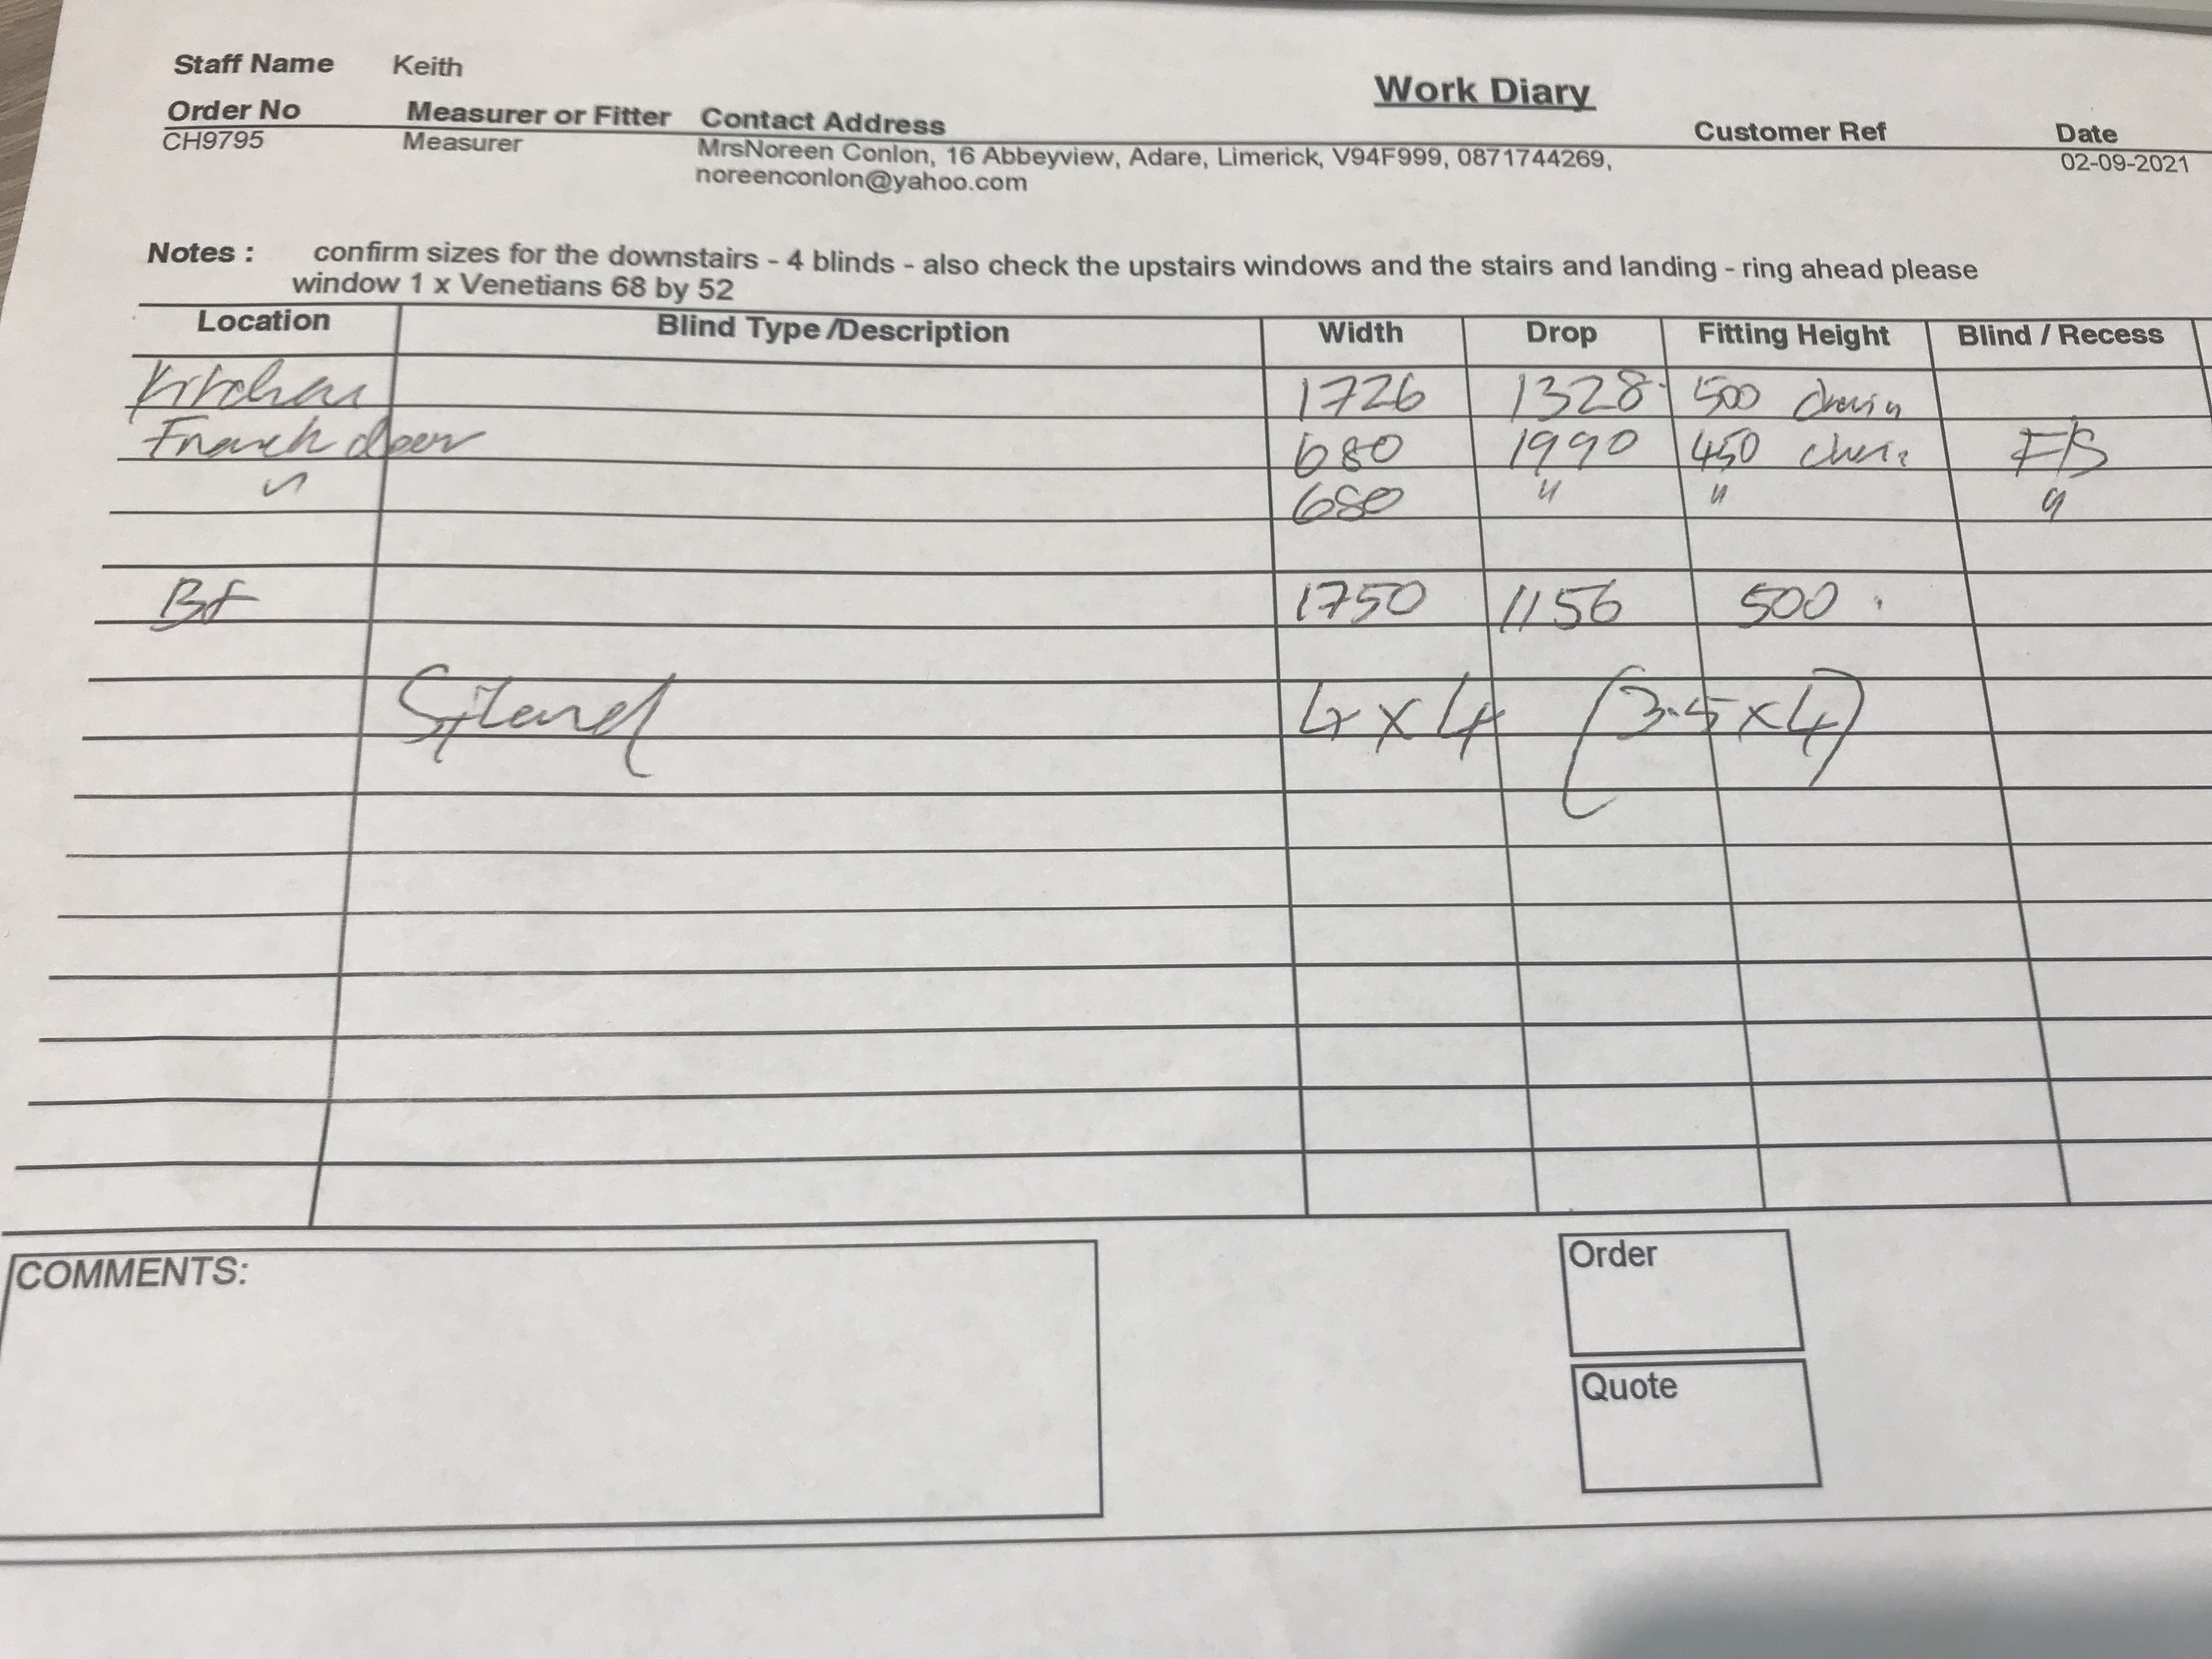 Staff Name Keith
Work Diary
Order No Measurer or Fitter Contact Address Customer Ref Date
CH9795 Measurer MrsNoreen Conlon, 16 Abbeyview, Adare, Limerick, V94F999, 0871744269, 02-09-2021
noreenconlon@yahoo.com
Notes : confirm sizes for the downstairs - 4 blinds - also check the upstairs windows and the stairs and landing - ring ahead please
window 1 x Venetians 68 by 52
Location Blind Type /Description Width Drop Fitting Height Blind / Recess
Kitchen 1726 1328 500 chain
French door 680 1990 450 chain F/S
" 680 " " "
BF 1750 1156 500
4 x 4 (3.5 x 4)
COMMENTS:
Order
Quote